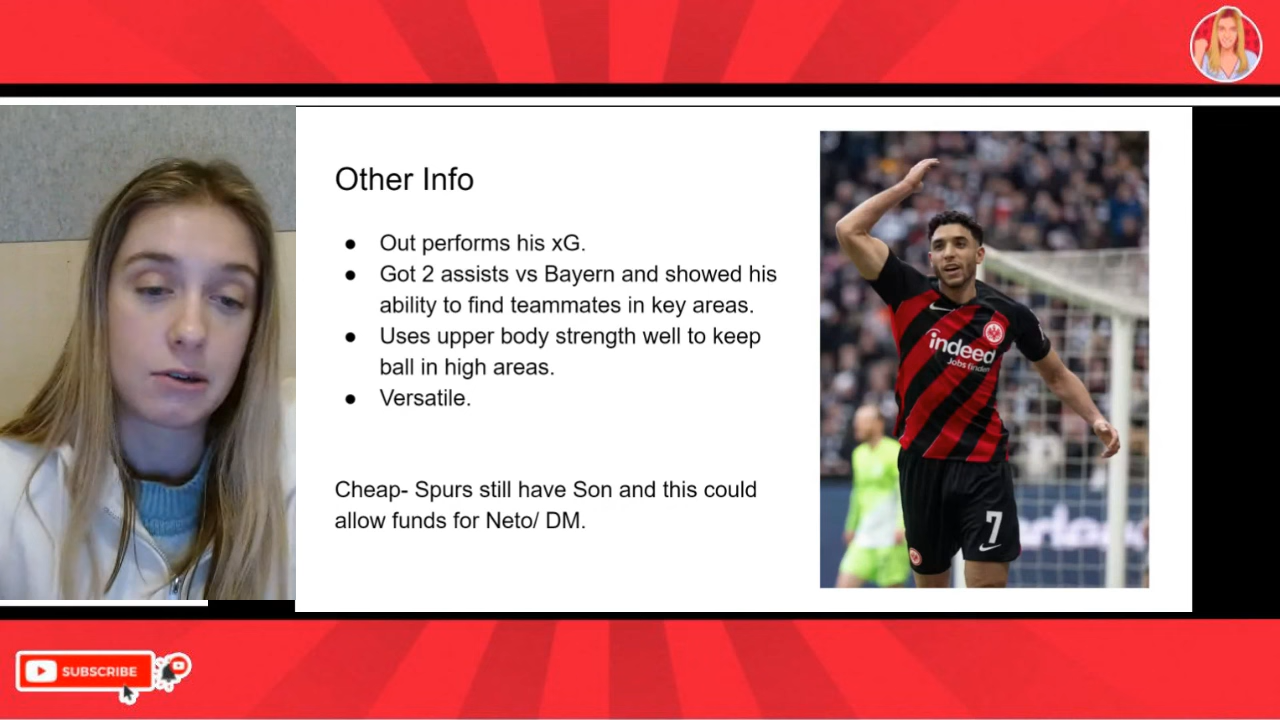 Other Info
● Out performs his xG.
● Got 2 assists vs Bayern and showed his
ability to find teammates in key areas.
● Uses upper body strength well to keep
ball in high areas.
● Versatile.
Cheap- Spurs still have Son and this could
allow funds for Neto/ DM.
indeed
Jobs finden
7
SUBSCRIBE